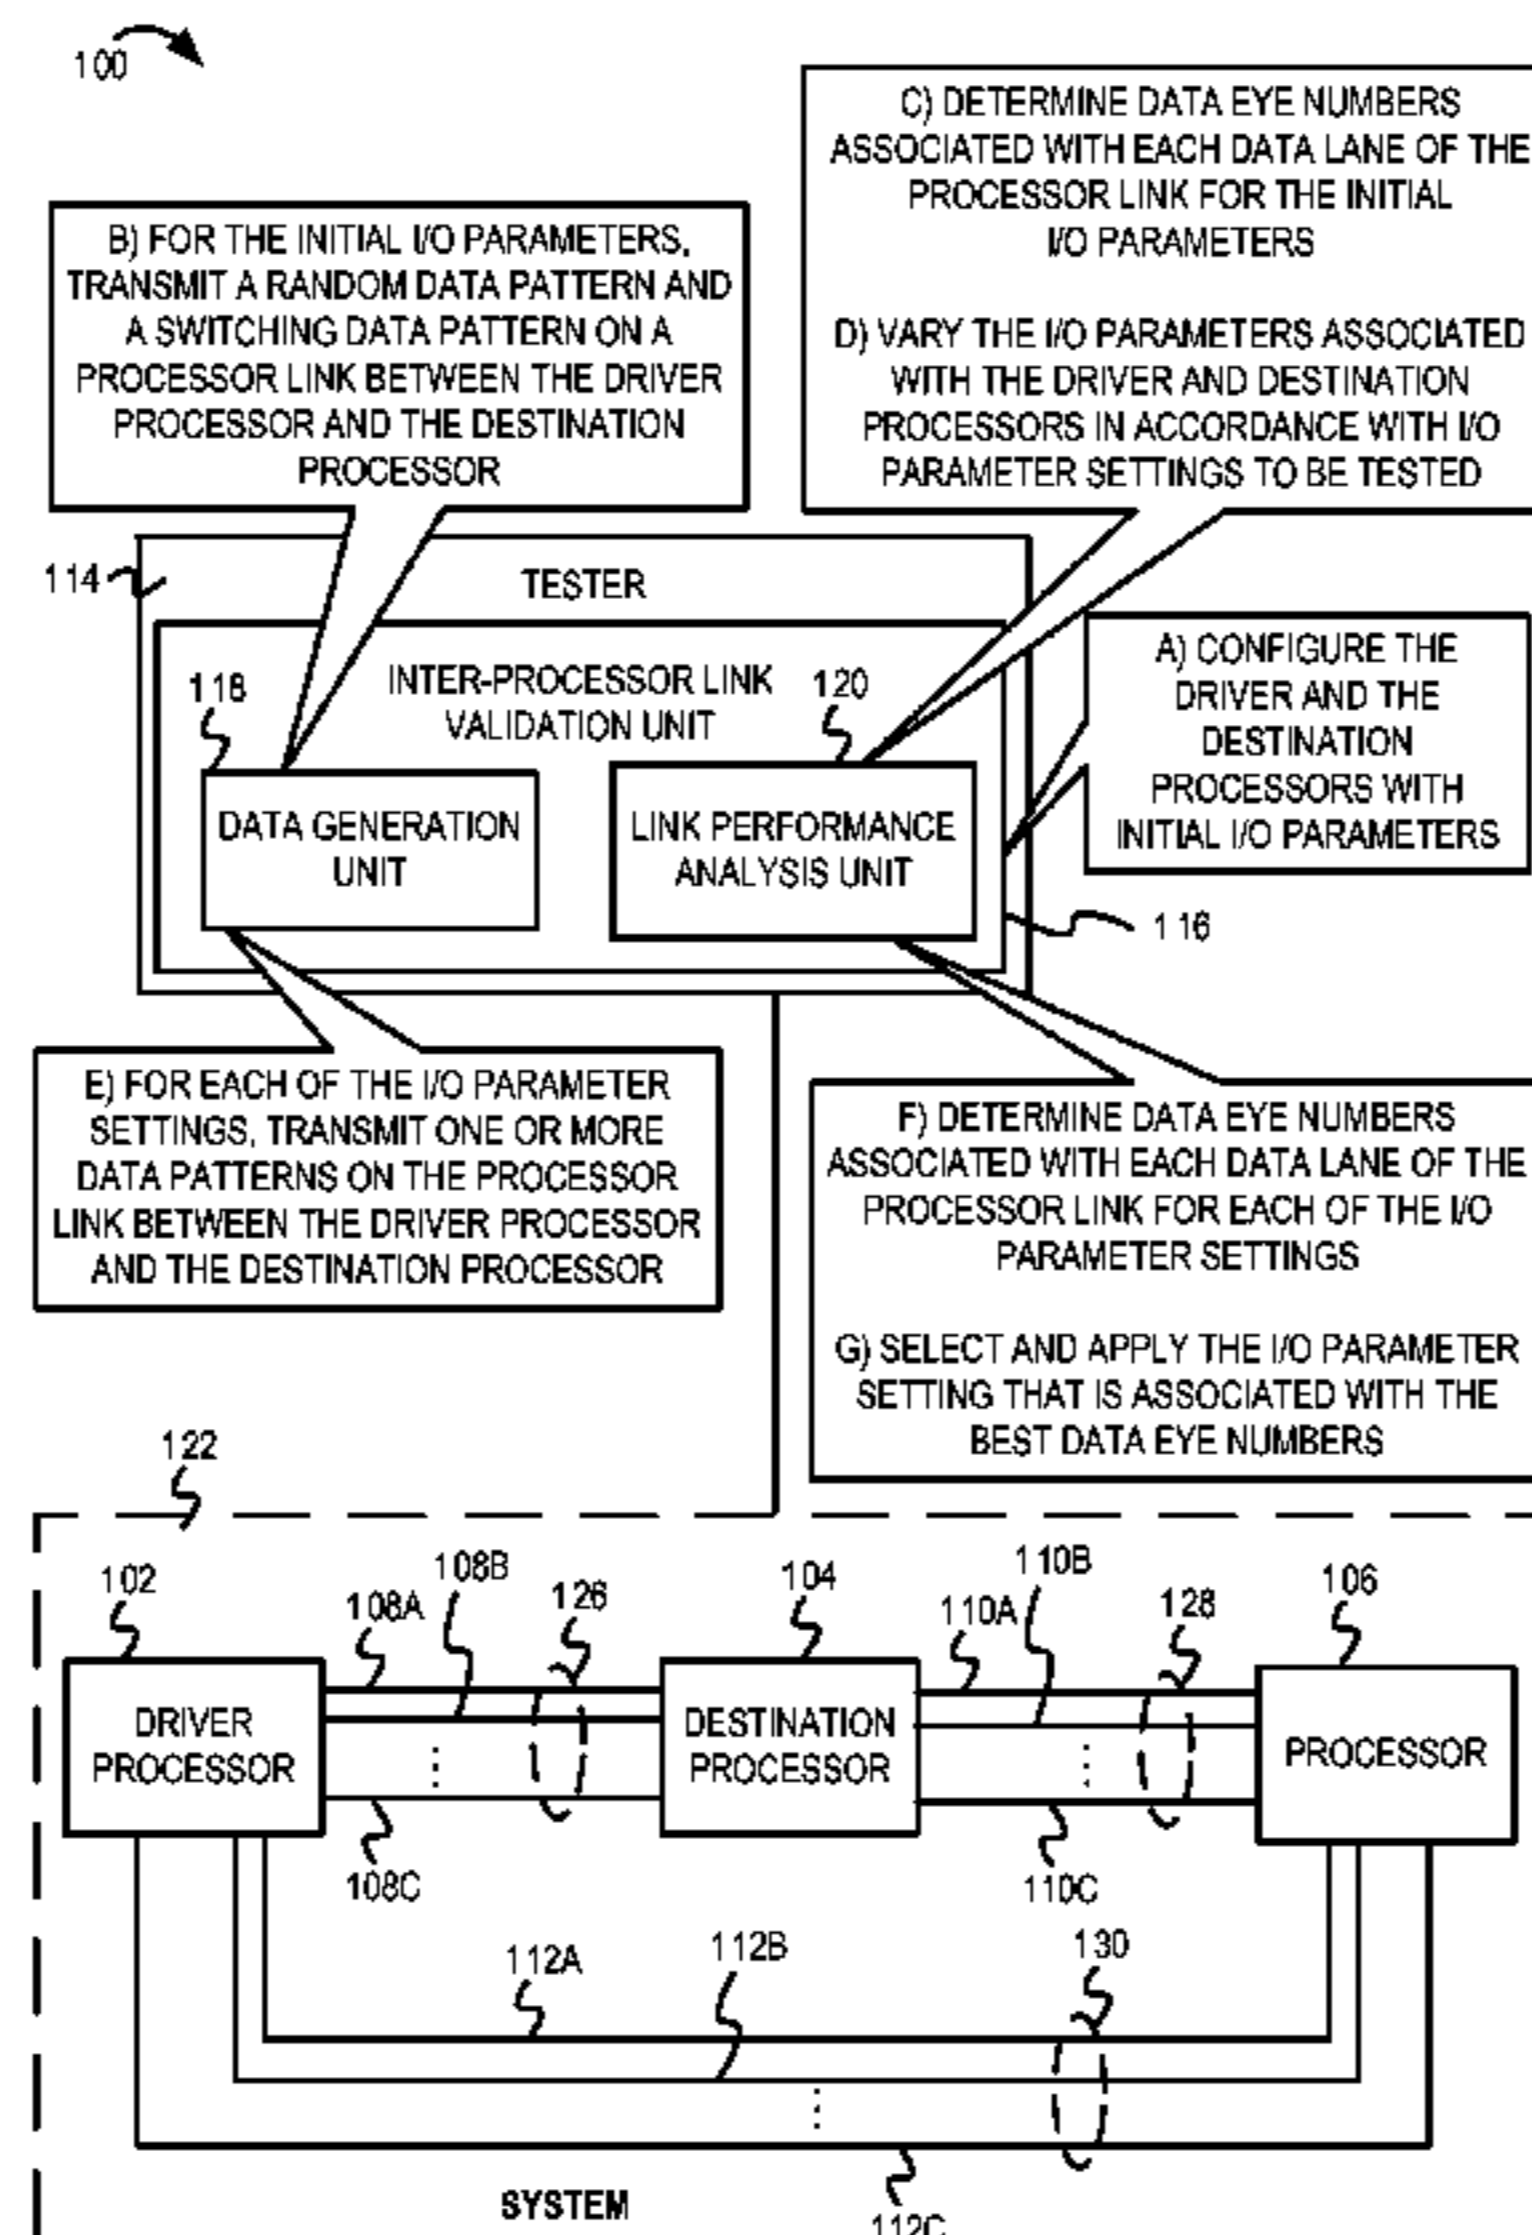 100
C) DETERMINE DATA EYE NUMBERS
ASSOCIATED WITH EACH DATA LANE OF THE
PROCESSOR LINK FOR THE INITIAL
I/O PARAMETERS
D) VARY THE I/O PARAMETERS ASSOCIATED
WITH THE DRIVER AND DESTINATION
PROCESSORS IN ACCORDANCE WITH I/O
PARAMETER SETTINGS TO BE TESTED
B) FOR THE INITIAL I/O PARAMETERS,
TRANSMIT A RANDOM DATA PATTERN AND
A SWITCHING DATA PATTERN ON A
PROCESSOR LINK BETWEEN THE DRIVER
PROCESSOR AND THE DESTINATION
PROCESSOR
114
TESTER
INTER-PROCESSOR LINK
VALIDATION UNIT
118
120
DATA GENERATION
UNIT
LINK PERFORMANCE
ANALYSIS UNIT
A) CONFIGURE THE
DRIVER AND THE
DESTINATION
PROCESSORS WITH
INITIAL I/O PARAMETERS
116
E) FOR EACH OF THE I/O PARAMETER
SETTINGS, TRANSMIT ONE OR MORE
DATA PATTERNS ON THE PROCESSOR
LINK BETWEEN THE DRIVER PROCESSOR
AND THE DESTINATION PROCESSOR
F) DETERMINE DATA EYE NUMBERS
ASSOCIATED WITH EACH DATA LANE OF THE
PROCESSOR LINK FOR EACH OF THE I/O
PARAMETER SETTINGS
G) SELECT AND APPLY THE I/O PARAMETER
SETTING THAT IS ASSOCIATED WITH THE
BEST DATA EYE NUMBERS
122
102
108A
108B
126
104
110A
110B
128
106
DRIVER
PROCESSOR
DESTINATION
PROCESSOR
PROCESSOR
108C
110C
112A
112B
130
SYSTEM
112C